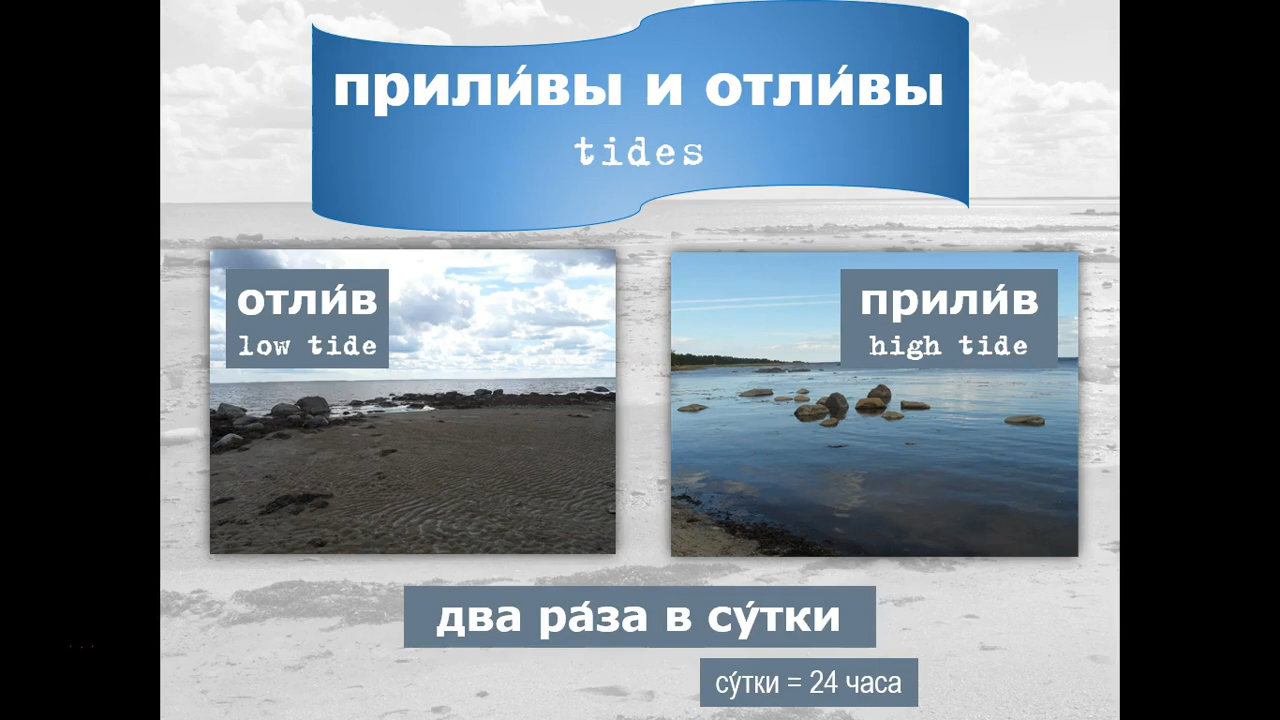 прили́вы и отли́вы
tides
отли́в
low tide
прили́в
high tide
два ра́за в су́тки
су́тки = 24 часа